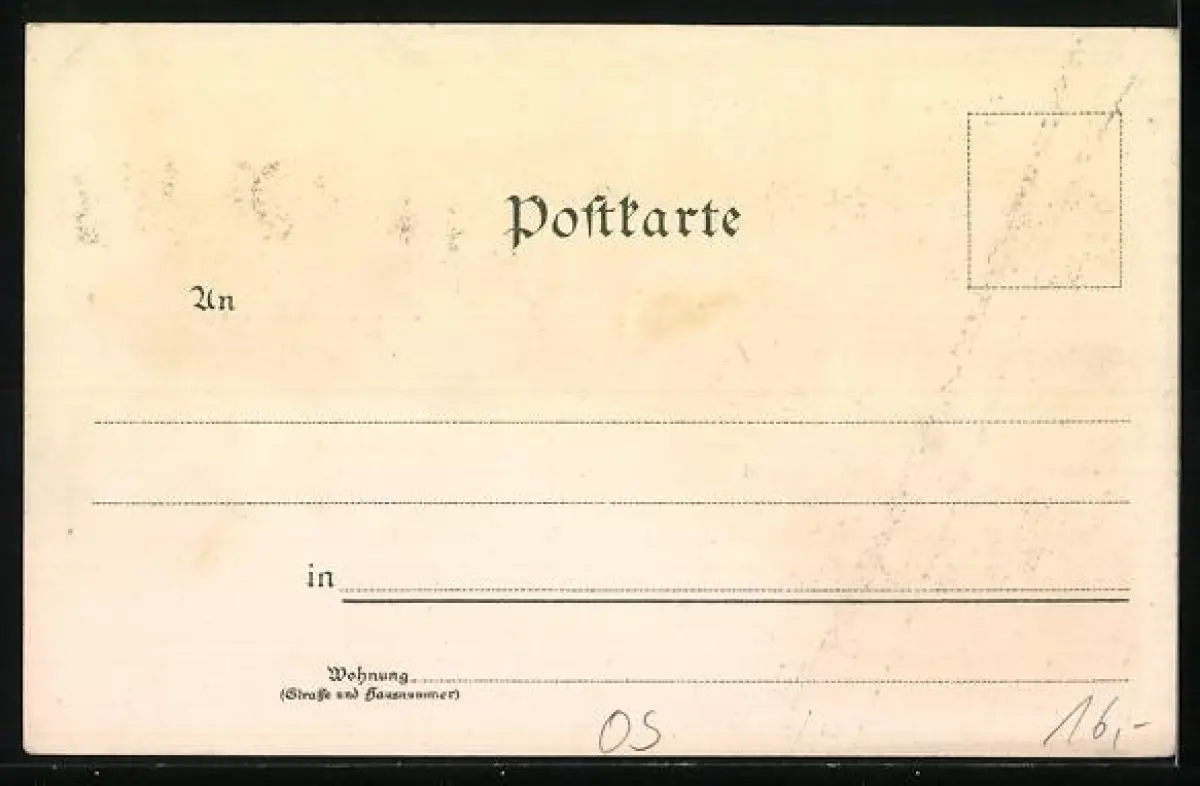 Postkarte
An
in
Wohnung
(Straße und Hausnummer)
OS 16,-